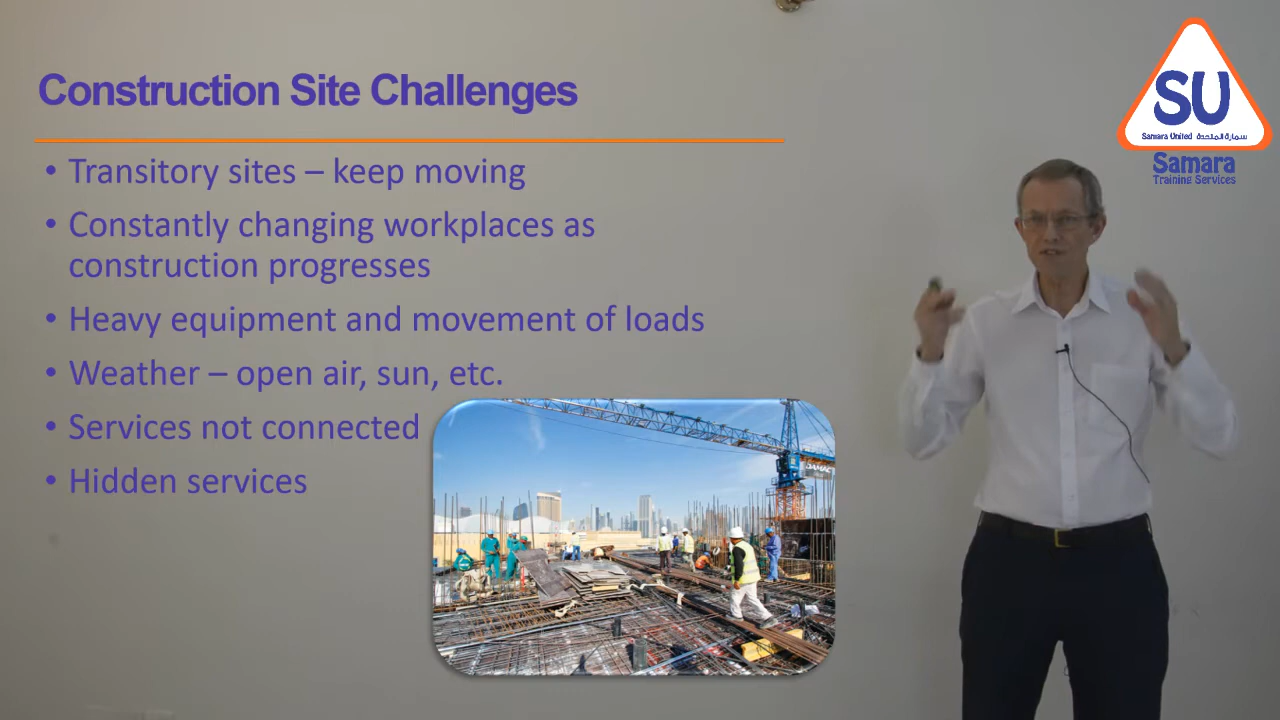 Construction Site Challenges
• Transitory sites – keep moving
• Constantly changing workplaces as
construction progresses
• Heavy equipment and movement of loads
• Weather – open air, sun, etc.
• Services not connected
• Hidden services
SU
Samara United سمارة المتحدة
Samara
Training Services
DAMAC